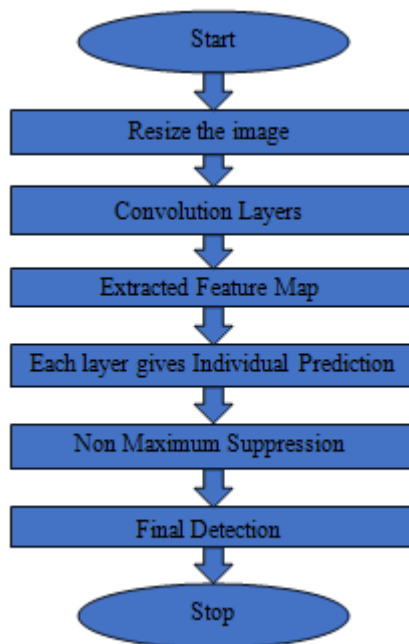 Start
Resize the image
Convolution Layers
Extracted Feature Map
Each layer gives Individual Prediction
Non Maximum Suppression
Final Detection
Stop